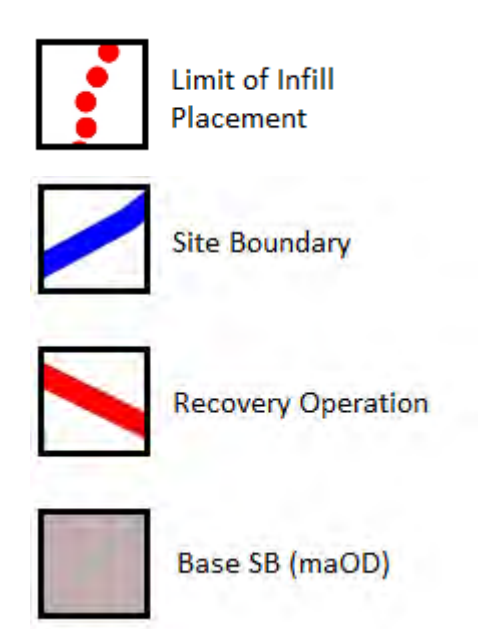 Limit of Infill
Placement
Site Boundary
Recovery Operation
Base SB (maOD)